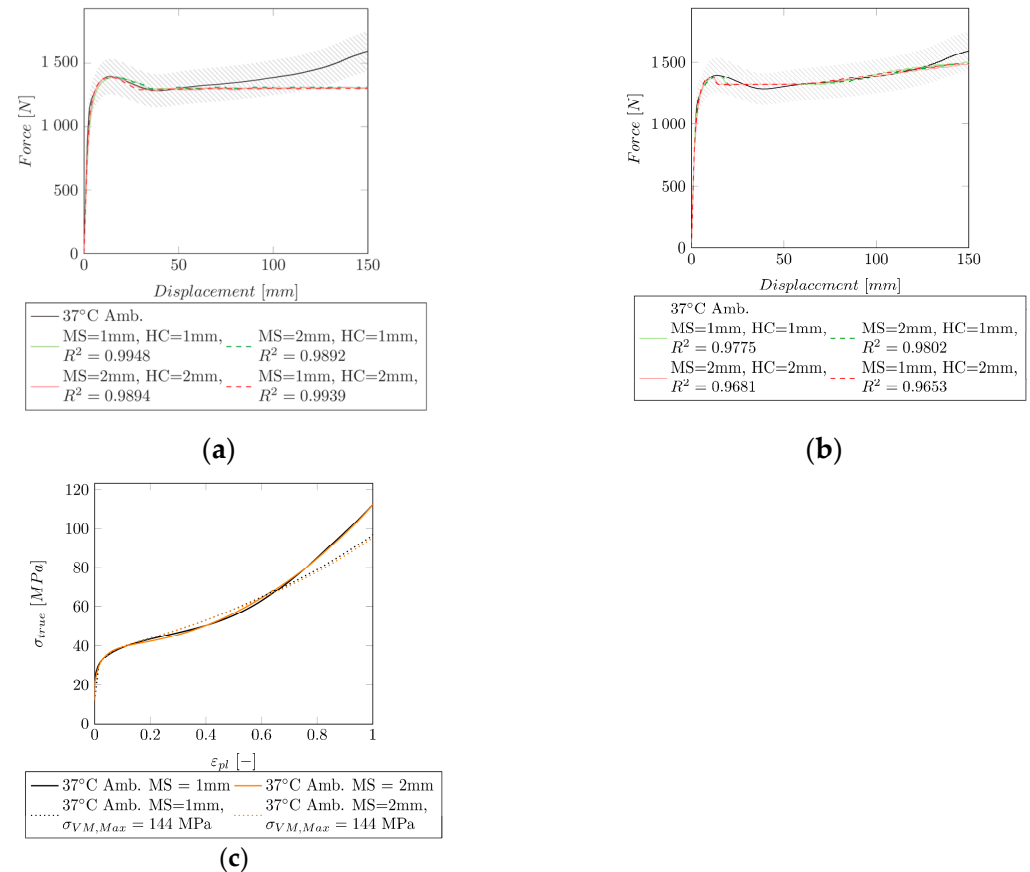 1 500
1 000
500
0
Force [N]
0
50
100
150
Displacement [mm]
37°C Amb.
MS=1mm, HC=1mm,
R² = 0.9948
MS=2mm, HC=1mm,
R² = 0.9892
MS=2mm, HC=2mm,
R² = 0.9894
MS=1mm, HC=2mm,
R² = 0.9939
(a)
1 500
1 000
500
0
Force [N]
0
50
100
150
Displaccment [mm]
37°C Amb.
MS=1mm, HC=1mm,
R² = 0.9775
MS=2mm, HC=1mm,
R² = 0.9802
MS=2mm, HC=2mm,
R² = 0.9681
MS=1mm, HC=2mm,
R² = 0.9653
(b)
120
100
80
60
40
20
0
σtrue [MPa]
0
0.2
0.4
0.6
0.8
1
εpl [−]
37°C Amb. MS = 1mm
37°C Amb. MS = 2mm
37°C Amb. MS=1mm,
σVM,Max = 144 MPa
37°C Amb. MS=2mm,
σVM,Max = 144 MPa
(c)